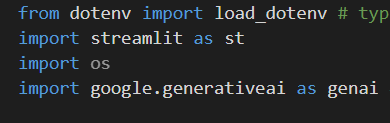 from dotenv import load_dotenv # typ
import streamlit as st
import os
import google.generativeai as genai